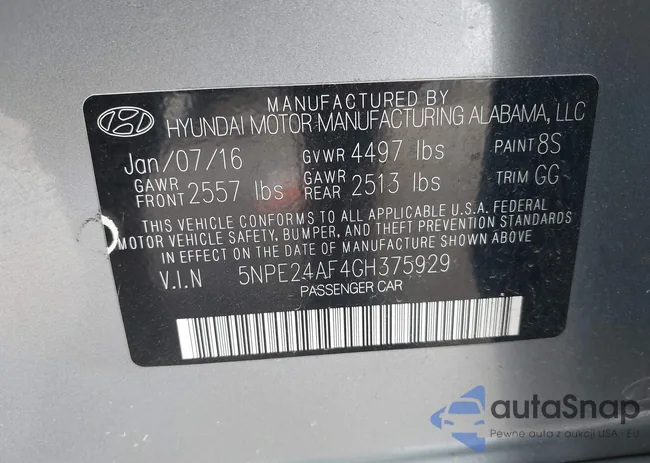 MANUFACTURED BY
HYUNDAI MOTOR MANUFACTURING ALABAMA, LLC
Jan/07/16 GVWR 4497 lbs PAINT 8S
GAWR FRONT 2557 lbs GAWR REAR 2513 lbs TRIM GG
THIS VEHICLE CONFORMS TO ALL APPLICABLE U.S.A. FEDERAL
MOTOR VEHICLE SAFETY, BUMPER, AND THEFT PREVENTION STANDARDS
IN EFFECT ON THE DATE OF MANUFACTURE SHOWN ABOVE
V.I.N 5NPE24AF4GH375929
PASSENGER CAR
autaSnap
Pewne auta z aukcji USA - EU